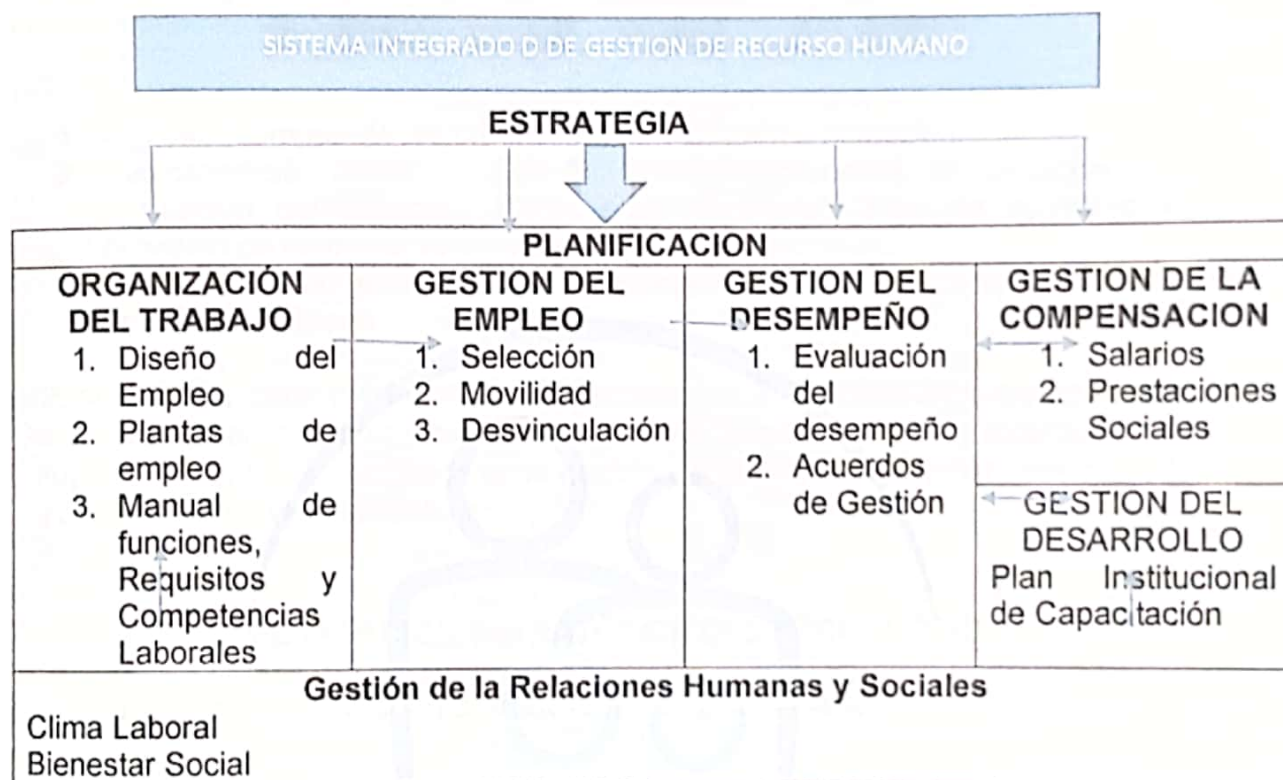 SISTEMA INTEGRADO D DE GESTION DE RECURSO HUMANO
ESTRATEGIA
PLANIFICACION
ORGANIZACIÓN
DEL TRABAJO
1. Diseño del
Empleo
2. Plantas de
empleo
3. Manual de
funciones,
Requisitos y
Competencias
Laborales
GESTION DEL
EMPLEO
1. Selección
2. Movilidad
3. Desvinculación
GESTION DEL
DESEMPEÑO
1. Evaluación
del
desempeño
2. Acuerdos
de Gestión
GESTION DE LA
COMPENSACION
1. Salarios
2. Prestaciones
Sociales
GESTION DEL
DESARROLLO
Plan Institucional
de Capacitación
Gestión de la Relaciones Humanas y Sociales
Clima Laboral
Bienestar Social